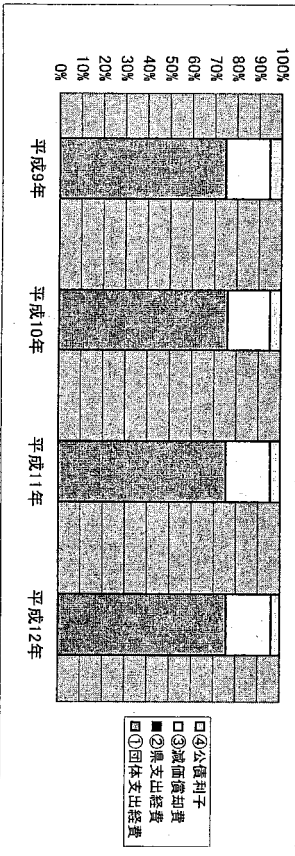 100%
90%
80%
70%
60%
50%
40%
30%
20%
10%
0%
平成9年
平成10年
平成11年
平成12年
④公債利子
③減価償却費
②県支出経費
①団体支出経費